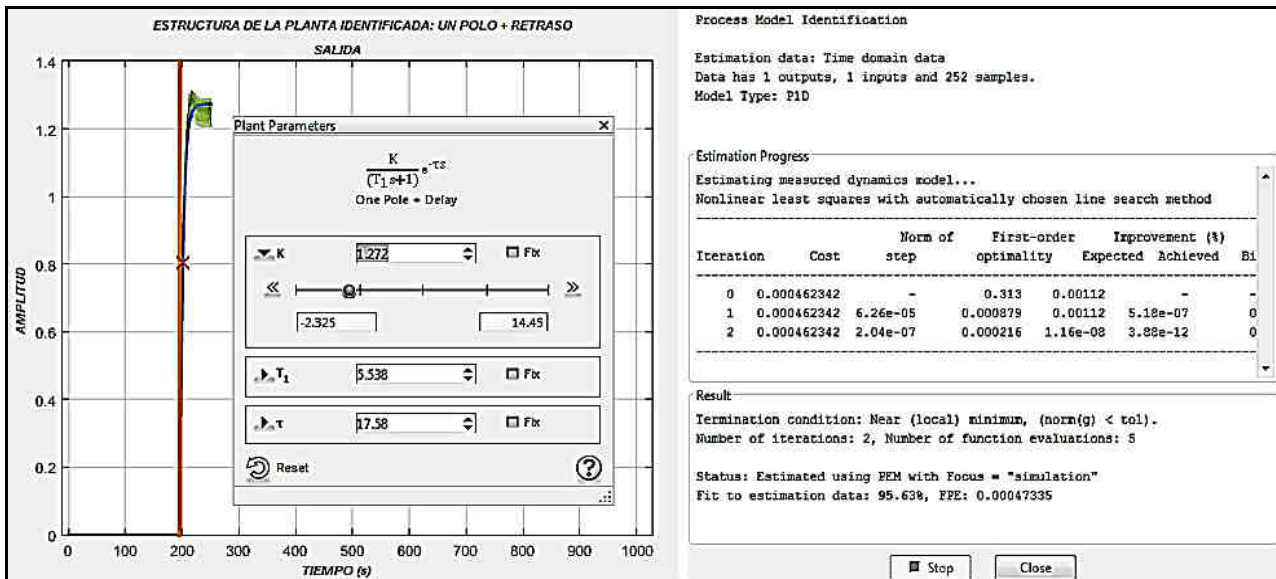 ESTRUCTURA DE LA PLANTA IDENTIFICADA: UN POLO + RETRASO
SALIDA
1.4
1.2
1
0.8
0.6
0.4
0.2
0
AMPLITUD
0 100 200 300 400 500 600 700 800 900 1000
TIEMPO (s)
Plant Parameters
K
(T1s+1) e-τs
One Pole + Delay
K 1.272 Fix
-2.325 14.45
T1 5.538 Fix
τ 17.58 Fix
Reset
Process Model Identification
Estimation data: Time domain data
Data has 1 outputs, 1 inputs and 252 samples.
Model Type: P1D
Estimation Progress
Estimating measured dynamics model...
Nonlinear least squares with automatically chosen line search method
Norm of First-order Improvement (%)
Iteration Cost step optimality Expected Achieved Bi
0 0.000462342 - 0.313 0.00112 - -
1 0.000462342 6.26e-05 0.000879 0.00112 5.18e-07 0
2 0.000462342 2.04e-07 0.000216 1.16e-08 3.88e-12 0
Result
Termination condition: Near (local) minimum, (norm(g) < tol).
Number of iterations: 2, Number of function evaluations: 5
Status: Estimated using PEM with Focus = "simulation"
Fit to estimation data: 95.63%, FPE: 0.00047335
Stop Close